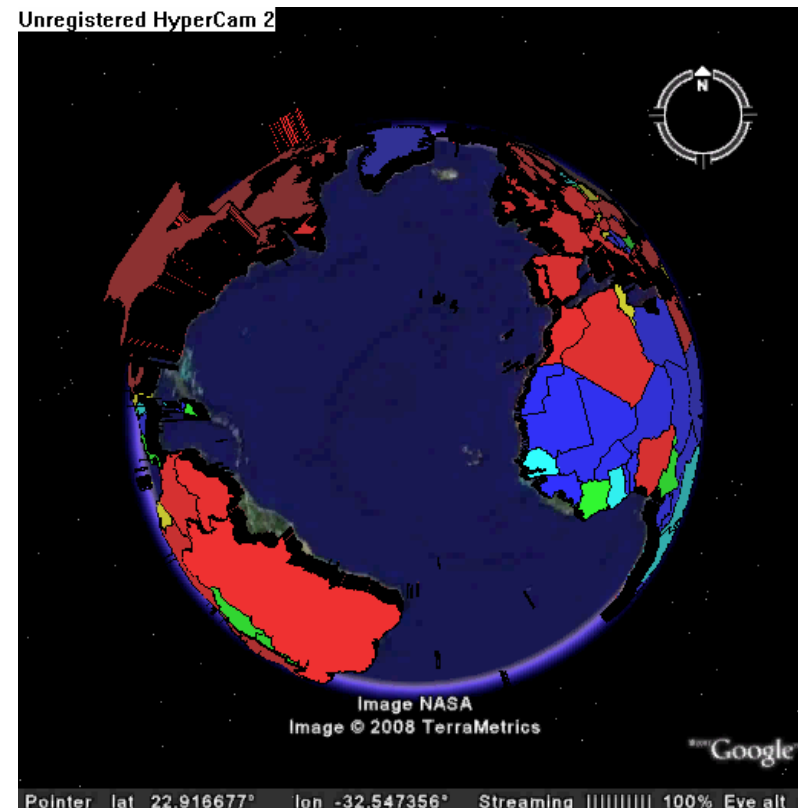 Unregistered HyperCam 2
N
Image NASA
Image © 2008 TerraMetrics
Google
Pointer lat 22.916677° lon -32.547356° Streaming |||||||||| 100% Eye alt